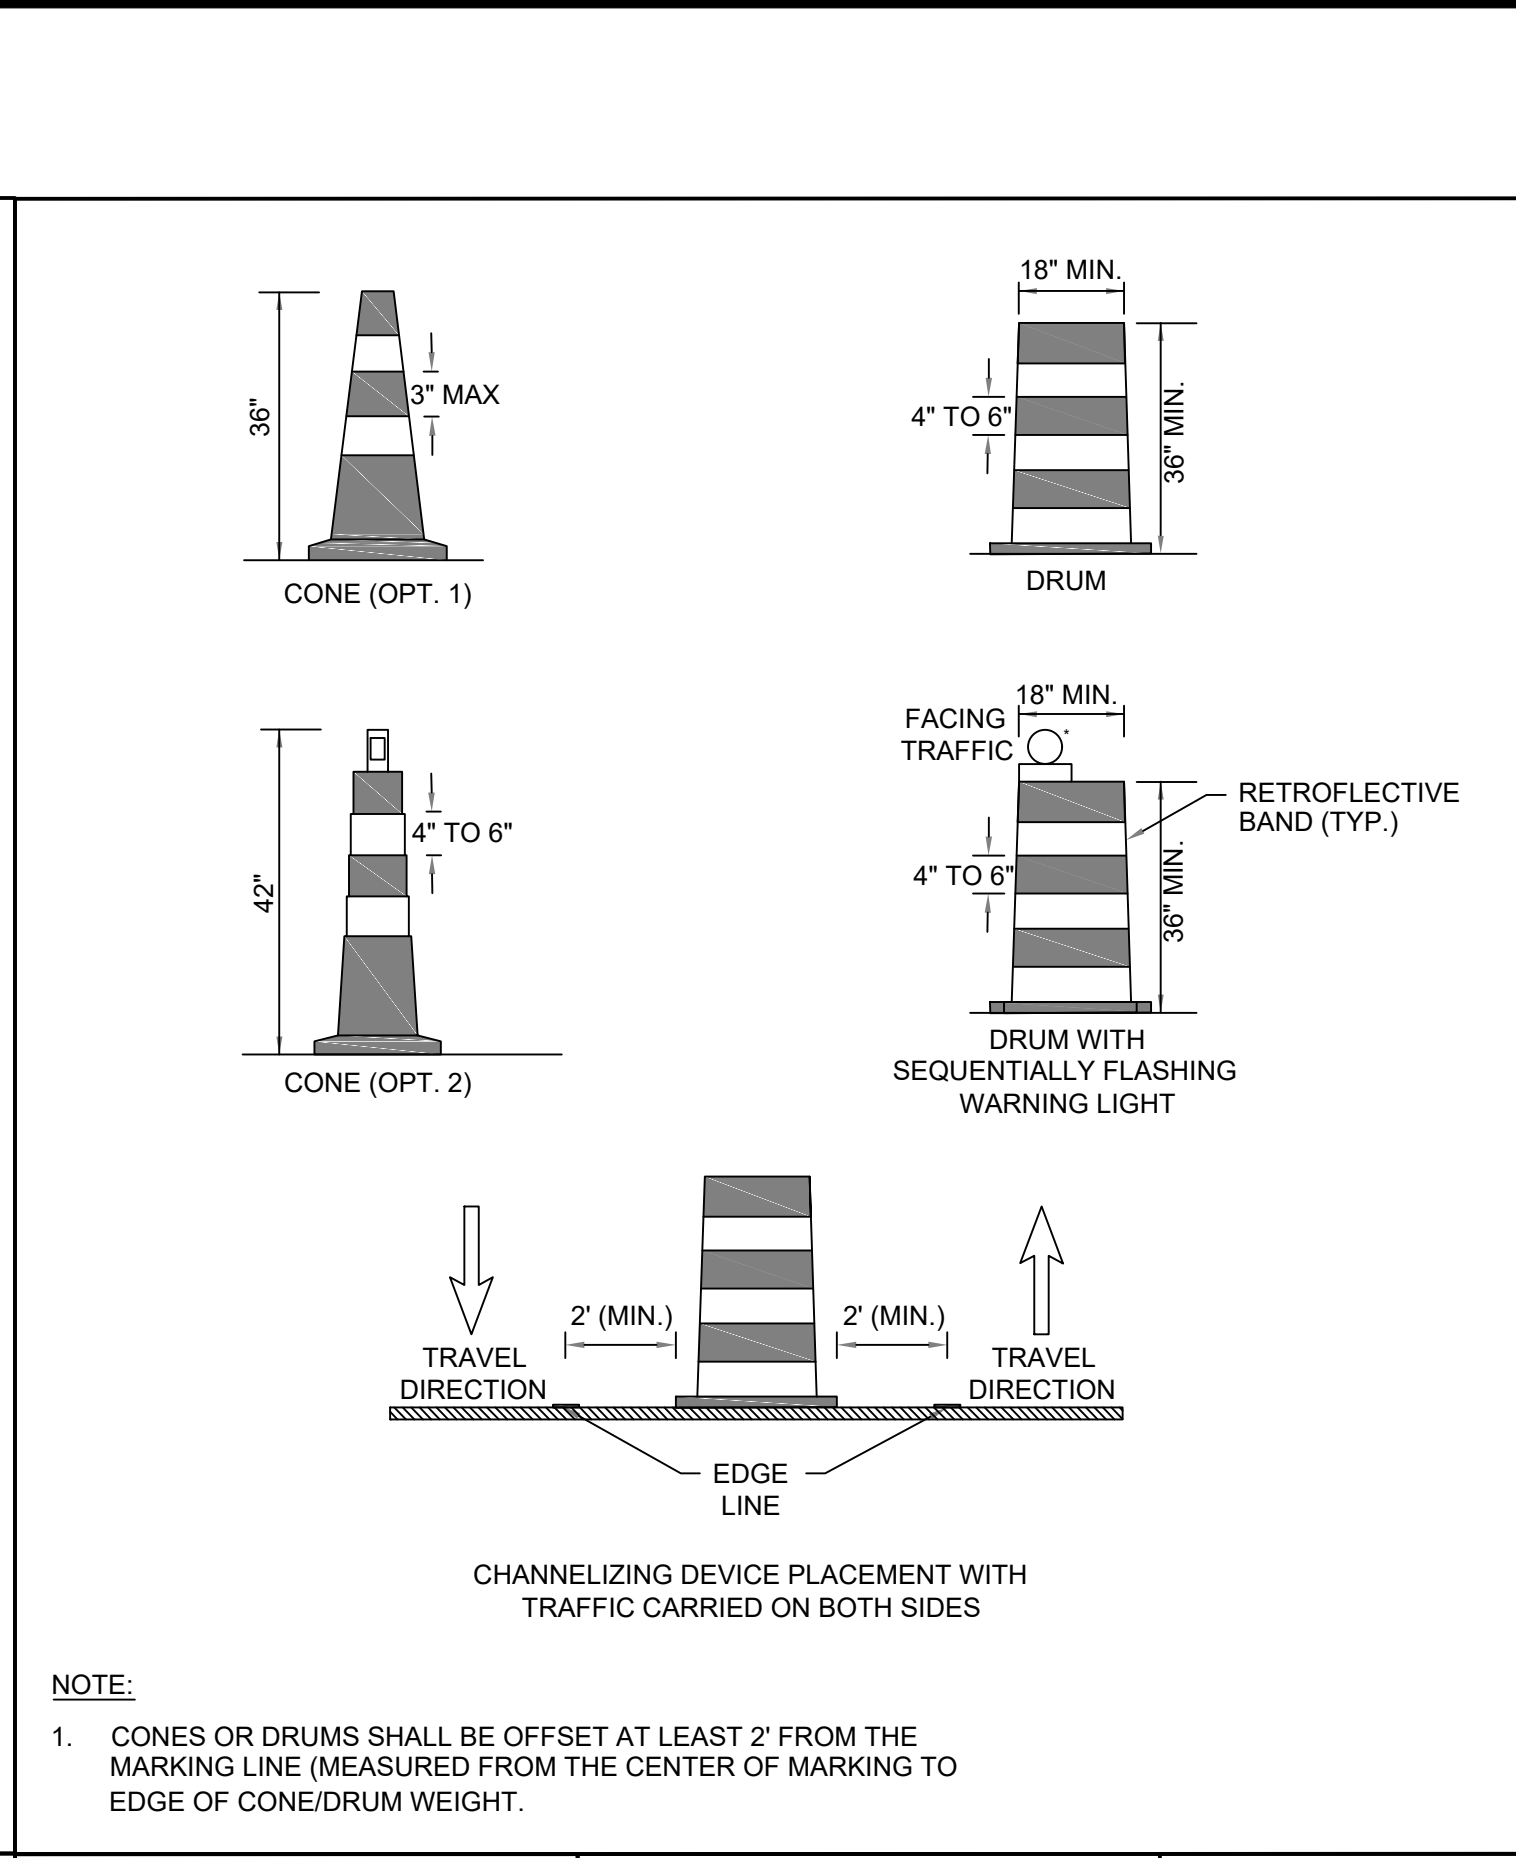 36"
3" MAX
CONE (OPT. 1)
18" MIN.
4" TO 6"
36" MIN.
DRUM
42"
4" TO 6"
CONE (OPT. 2)
18" MIN.
FACING
TRAFFIC
*
4" TO 6"
36" MIN.
RETROFLECTIVE
BAND (TYP.)
DRUM WITH
SEQUENTIALLY FLASHING
WARNING LIGHT
TRAVEL
DIRECTION
2' (MIN.)
2' (MIN.)
TRAVEL
DIRECTION
EDGE
LINE
CHANNELIZING DEVICE PLACEMENT WITH
TRAFFIC CARRIED ON BOTH SIDES
NOTE:
1. CONES OR DRUMS SHALL BE OFFSET AT LEAST 2' FROM THE
MARKING LINE (MEASURED FROM THE CENTER OF MARKING TO
EDGE OF CONE/DRUM WEIGHT.